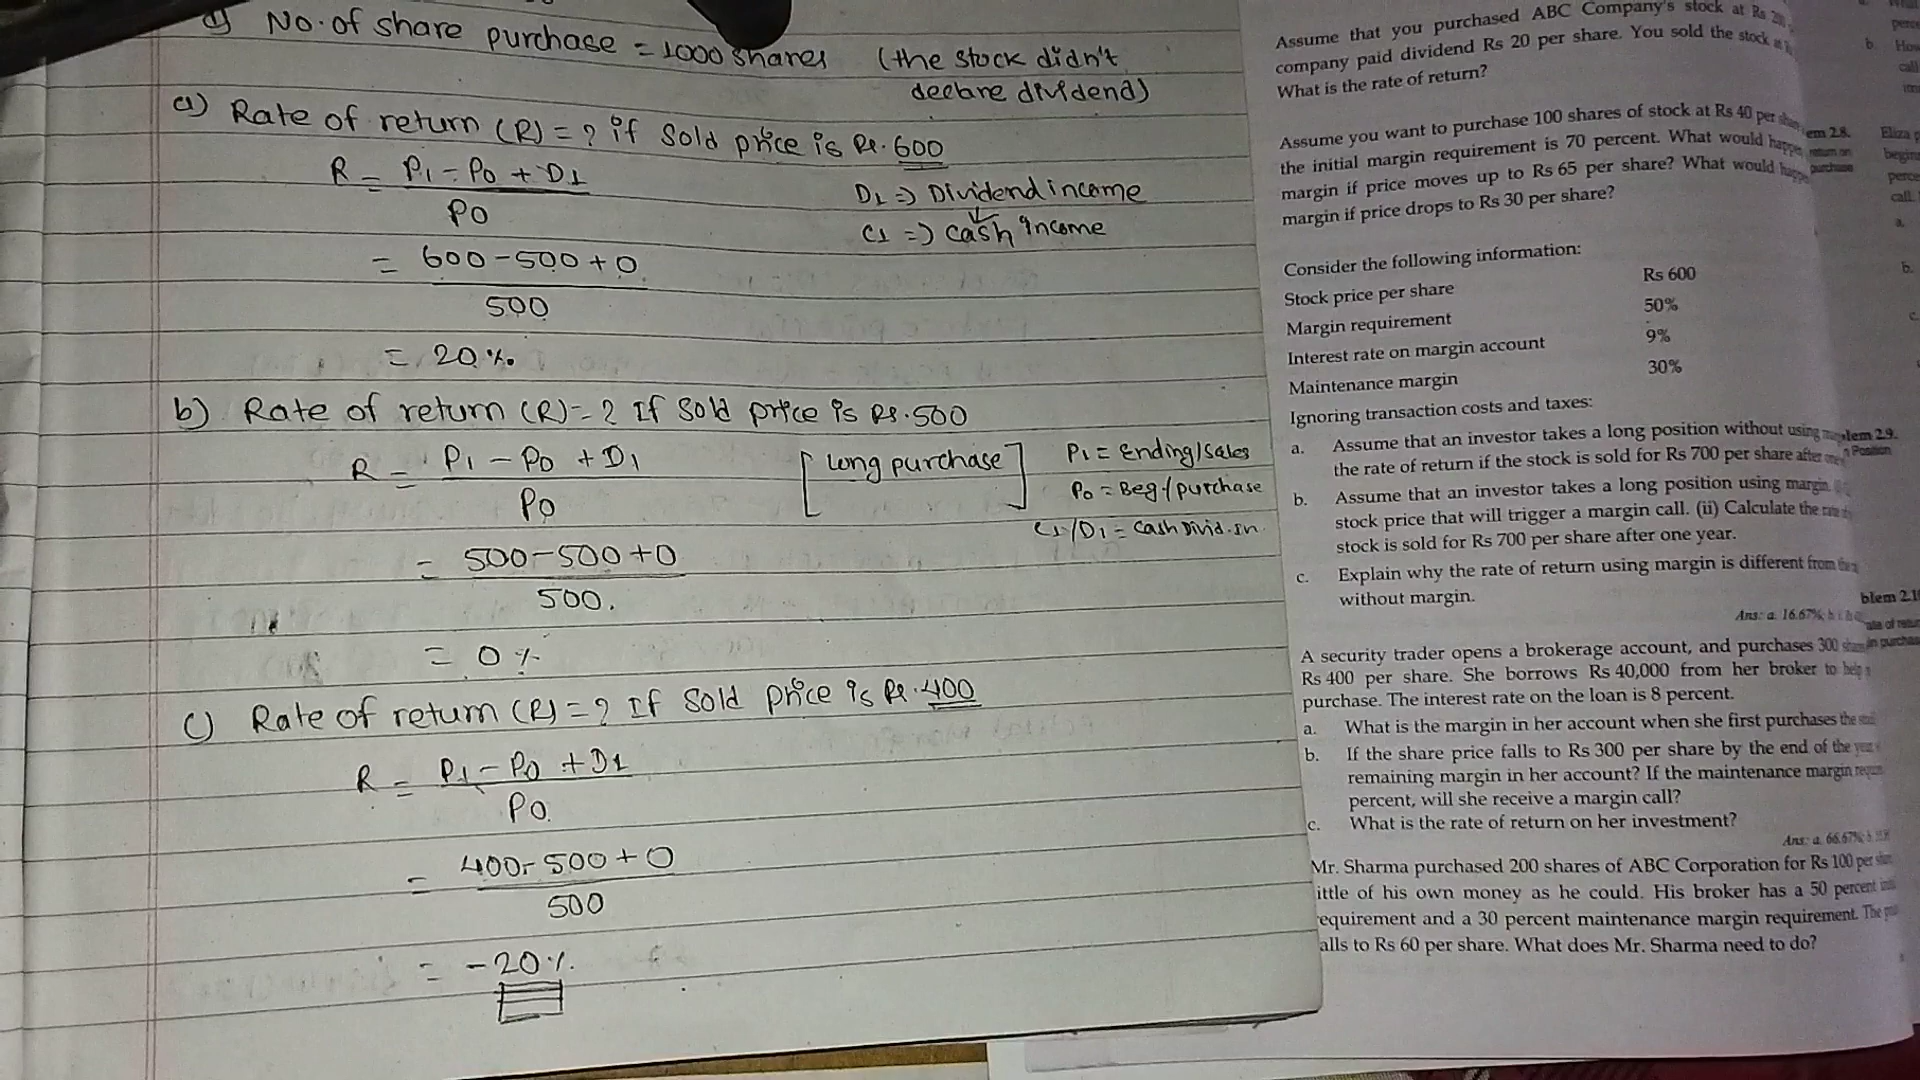 No. of share purchase = 1000 shares (the stock didn't
declare dividend)
a) Rate of return (R) = ? if sold price is Rs. 600
R = P1 - P0 + D1
P0
D1 => Dividend income
C1 => cash income
= 600 - 500 + 0
500
= 20%.
b) Rate of return (R) = ? If sold price is Rs. 500
R = P1 - P0 + D1
P0
[Long purchase]
P1 = Ending/Sales
P0 = Beg./purchase
C1/D1 = Cash Divid. in
= 500 - 500 + 0
500.
= 0%
c) Rate of return (R) = ? If sold price is Rs. 400
R = P1 - P0 + D1
P0.
= 400 - 500 + 0
500
= -20%.
Assume that you purchased ABC Company's stock at Rs
company paid dividend Rs 20 per share. You sold the stock
What is the rate of return?
Assume you want to purchase 100 shares of stock at Rs 40 per
the initial margin requirement is 70 percent. What would
margin if price moves up to Rs 65 per share? What would
margin if price drops to Rs 30 per share?
Consider the following information:
Stock price per share Rs 600
Margin requirement 50%
Interest rate on margin account 9%
Maintenance margin 30%
Ignoring transaction costs and taxes:
a. Assume that an investor takes a long position without using
the rate of return if the stock is sold for Rs 700 per share after
b. Assume that an investor takes a long position using margin.
stock price that will trigger a margin call. (ii) Calculate the
stock is sold for Rs 700 per share after one year.
c. Explain why the rate of return using margin is different from
without margin.
Ans: a. 16.67%;
A security trader opens a brokerage account, and purchases 300
Rs 400 per share. She borrows Rs 40,000 from her broker to help
purchase. The interest rate on the loan is 8 percent.
a. What is the margin in her account when she first purchases the
b. If the share price falls to Rs 300 per share by the end of the
remaining margin in her account? If the maintenance margin
percent, will she receive a margin call?
c. What is the rate of return on her investment?
Ans: a. 66.67%;
Mr. Sharma purchased 200 shares of ABC Corporation for Rs 100 per
ittle of his own money as he could. His broker has a 50 percent
equirement and a 30 percent maintenance margin requirement. The
alls to Rs 60 per share. What does Mr. Sharma need to do?
em 2.8.
lem 2.9.
Position
blem 2.1
Eliza